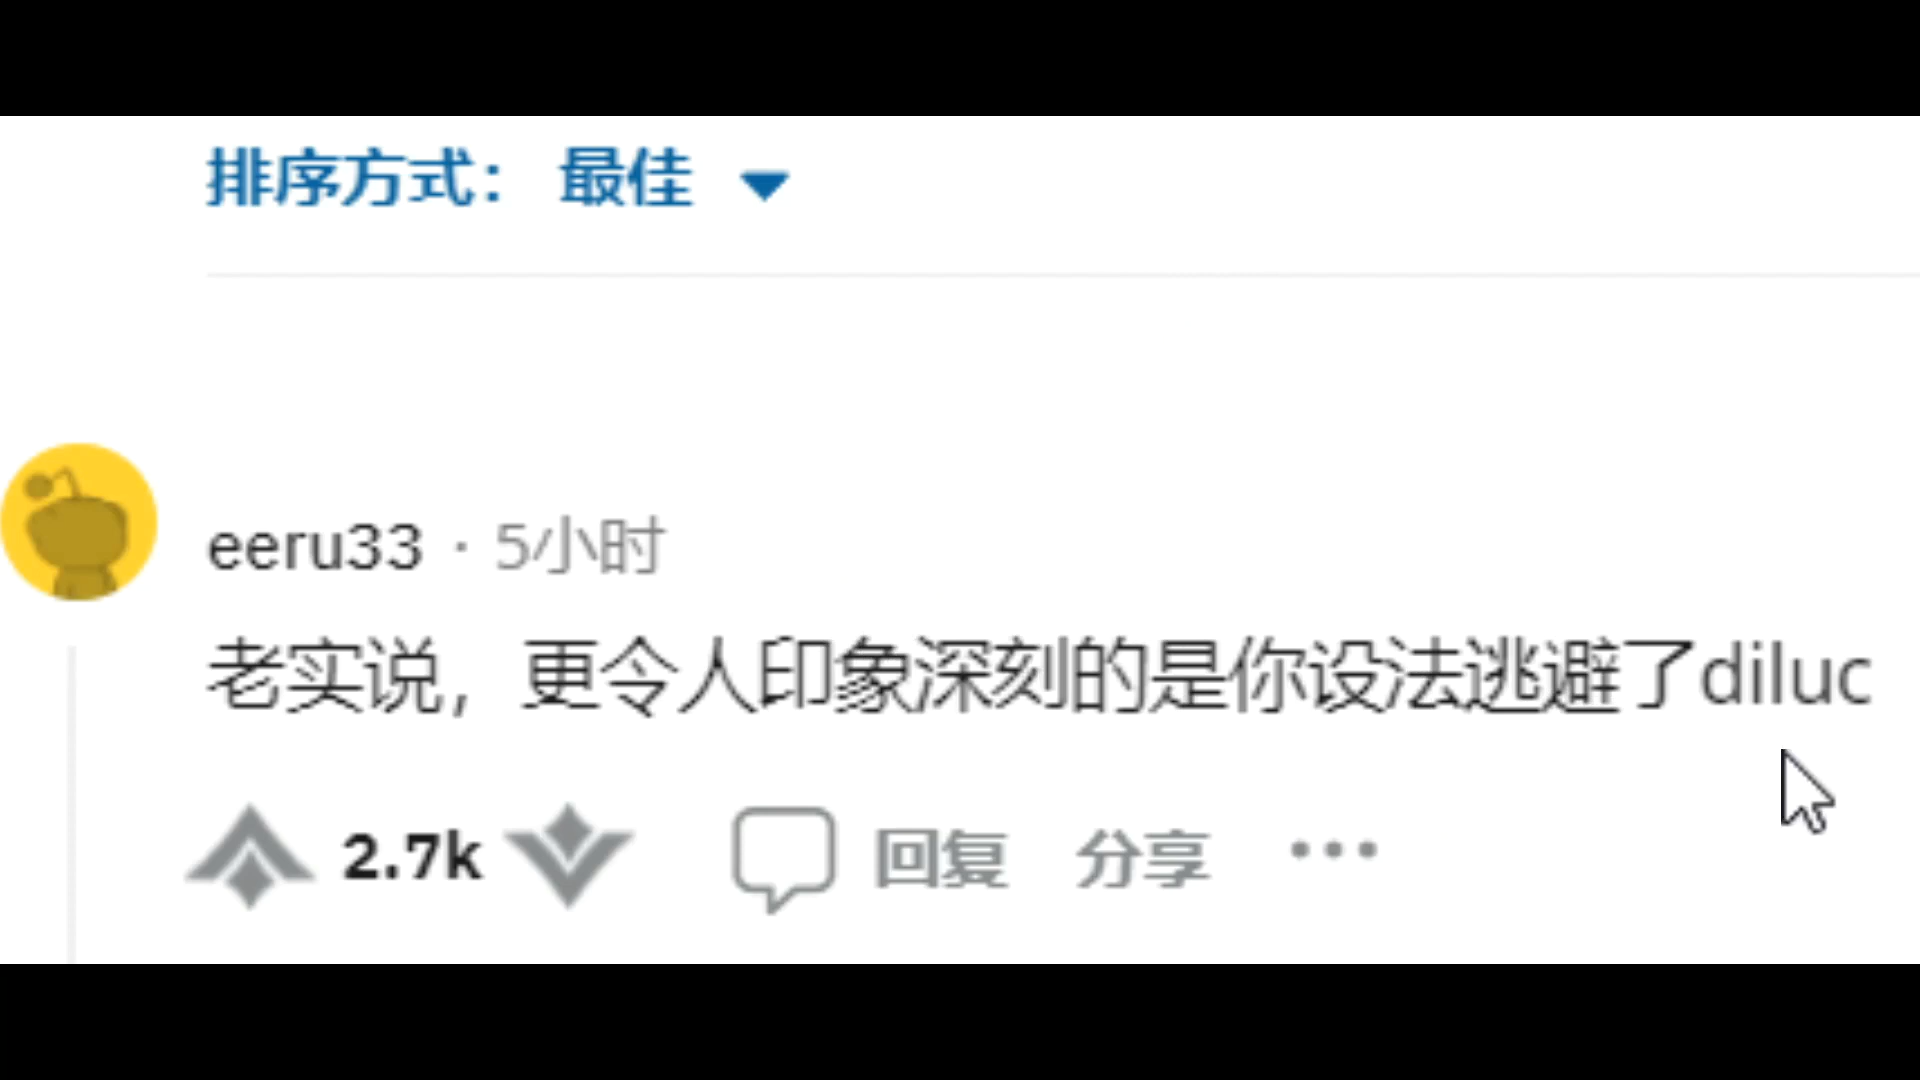 排序方式： 最佳
eeru33 · 5小时
老实说，更令人印象深刻的是你设法逃避了diluc
2.7k 回复 分享 ···